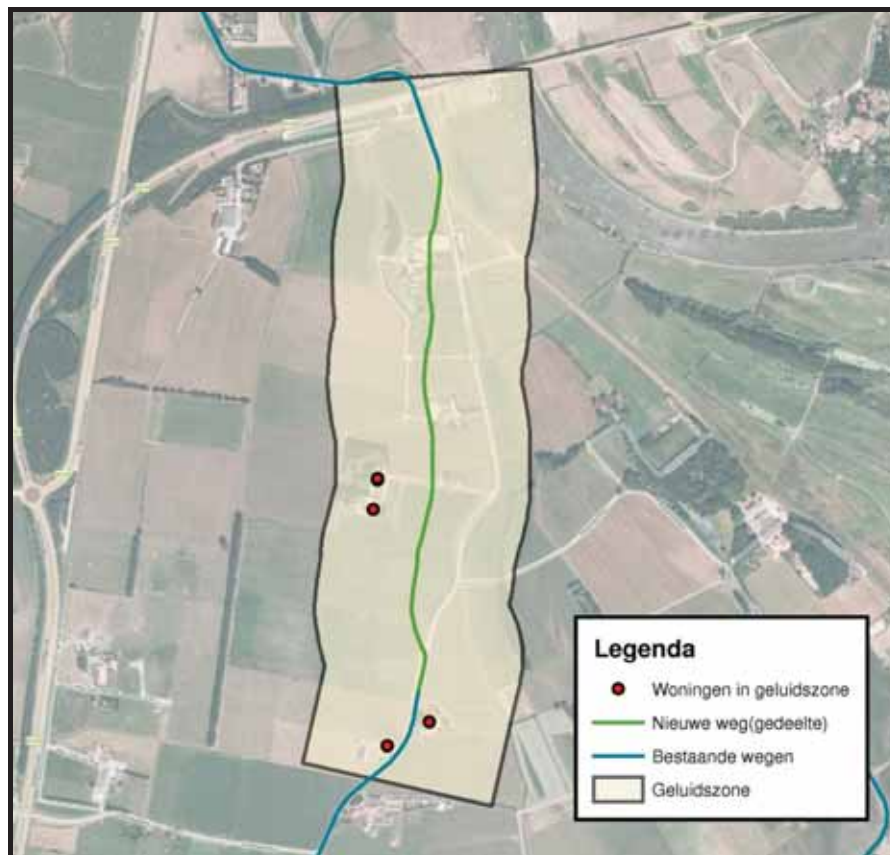 Legenda
Woningen in geluidszone
Nieuwe weg(gedeelte)
Bestaande wegen
Geluidszone